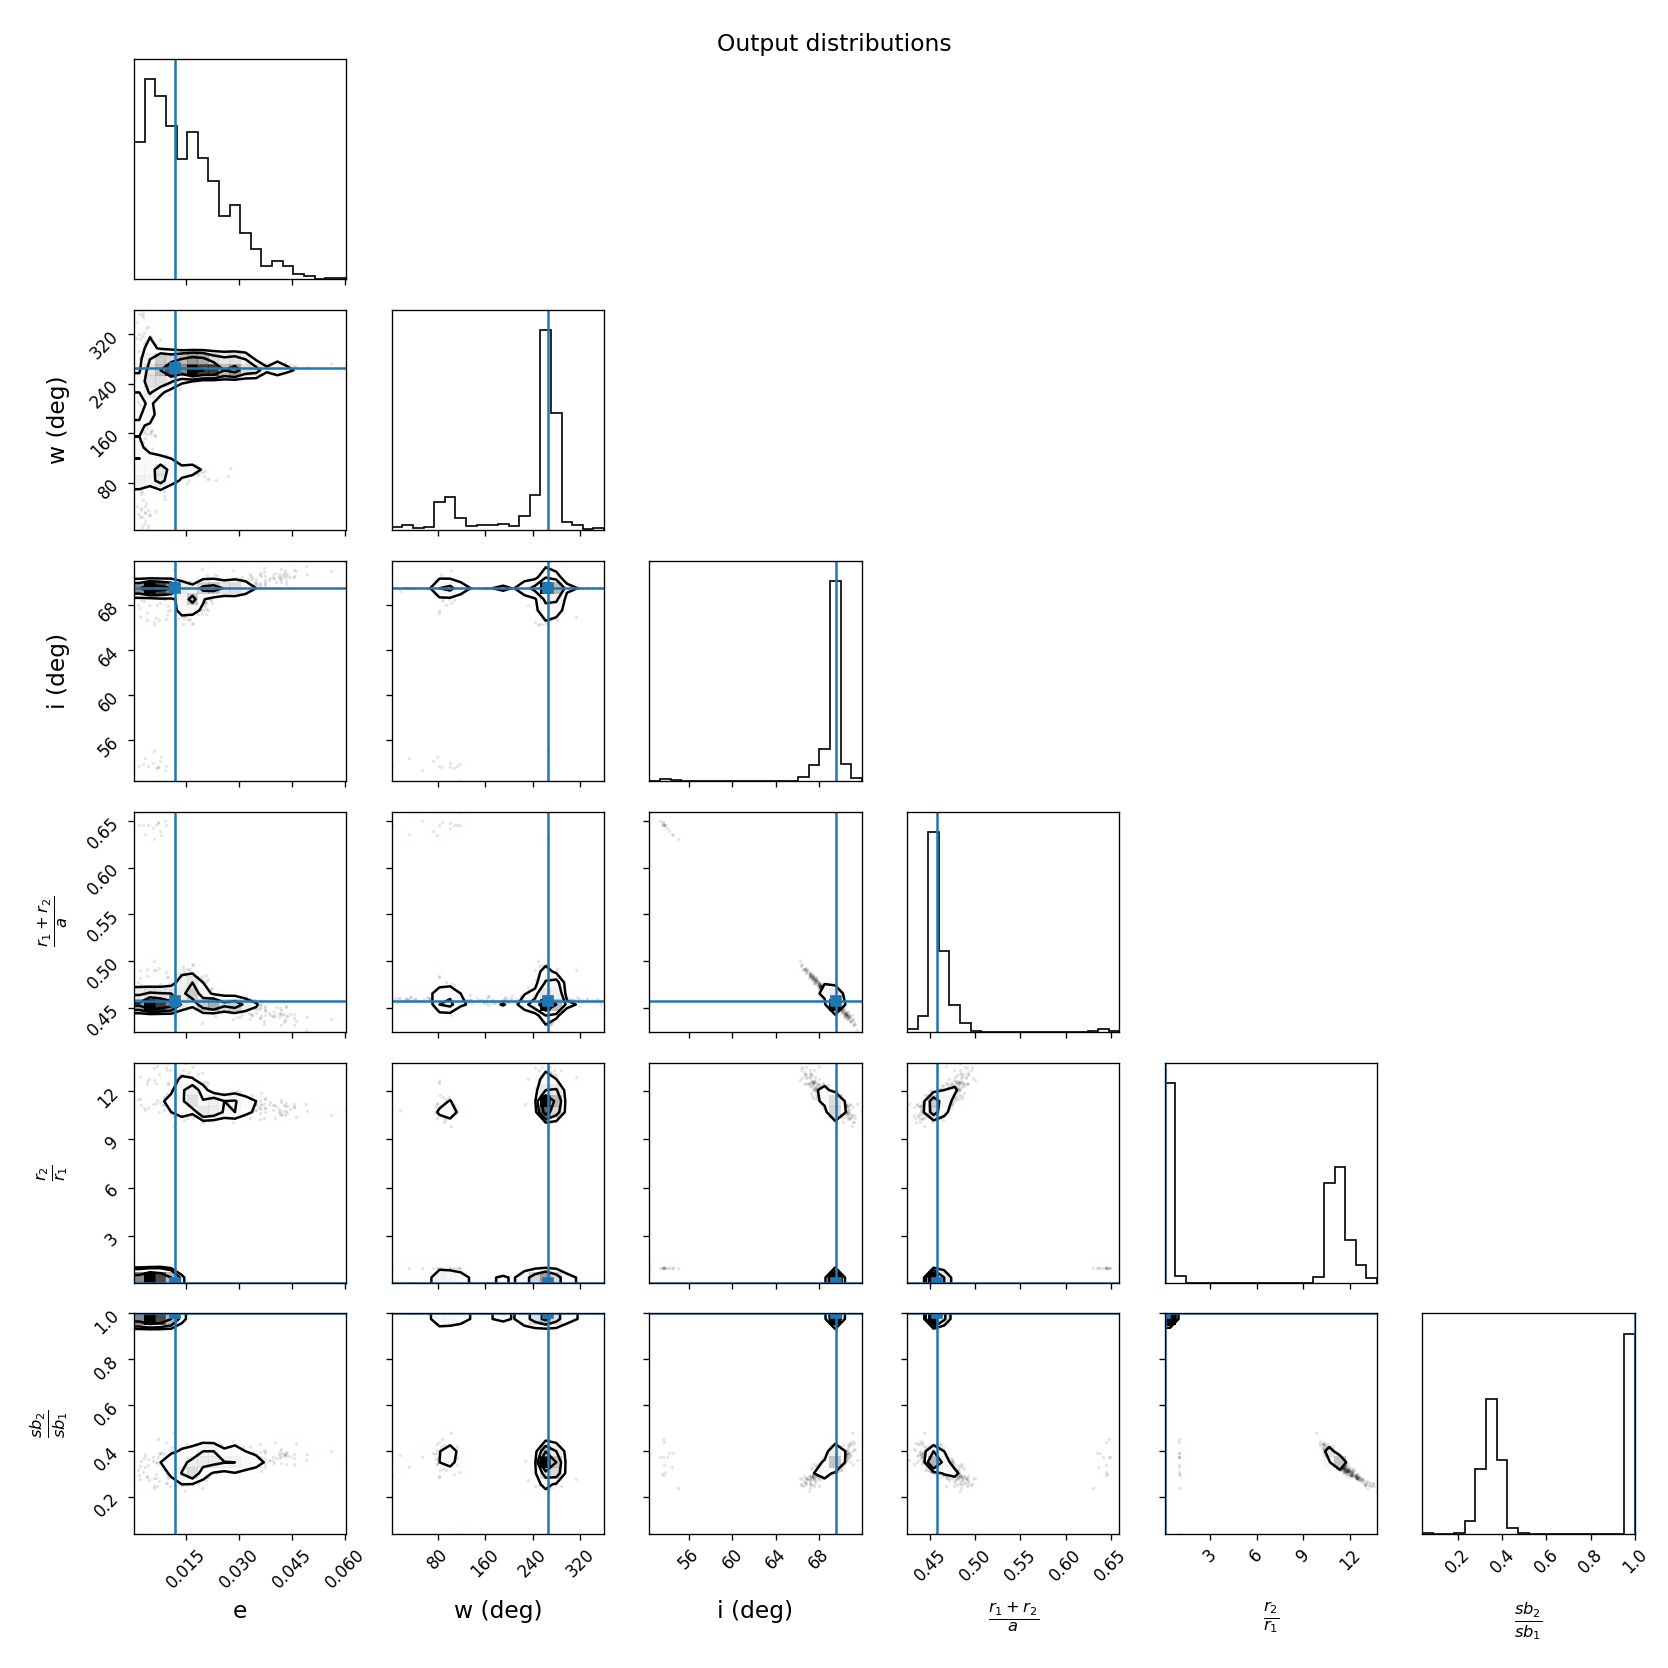 Output distributions
w (deg)
320
240
160
80
i (deg)
68
64
60
56
r₁ + r₂ / a
0.65
0.60
0.55
0.50
0.45
r₂ / r₁
12
9
6
3
sb₂ / sb₁
1.0
0.8
0.6
0.4
0.2
0.015 0.030 0.045 0.060
80 160 240 320
56 60 64 68
0.45 0.50 0.55 0.60 0.65
3 6 9 12
0.2 0.4 0.6 0.8 1.0
e
w (deg)
i (deg)
r₁ + r₂ / a
r₂ / r₁
sb₂ / sb₁